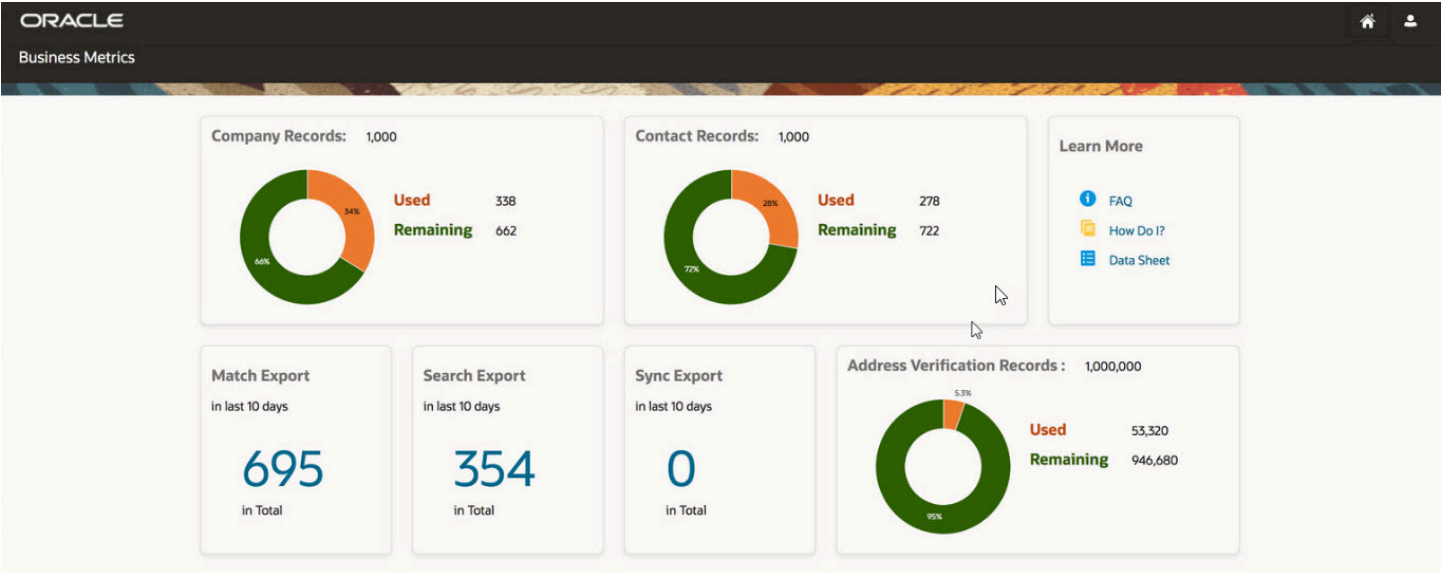 ORACLE
Business Metrics
Company Records: 1,000
34%
66%
Used 338
Remaining 662
Contact Records: 1,000
28%
72%
Used 278
Remaining 722
Learn More
FAQ
How Do I?
Data Sheet
Match Export
in last 10 days
695
in Total
Search Export
in last 10 days
354
in Total
Sync Export
in last 10 days
0
in Total
Address Verification Records : 1,000,000
5.3%
95%
Used 53,320
Remaining 946,680